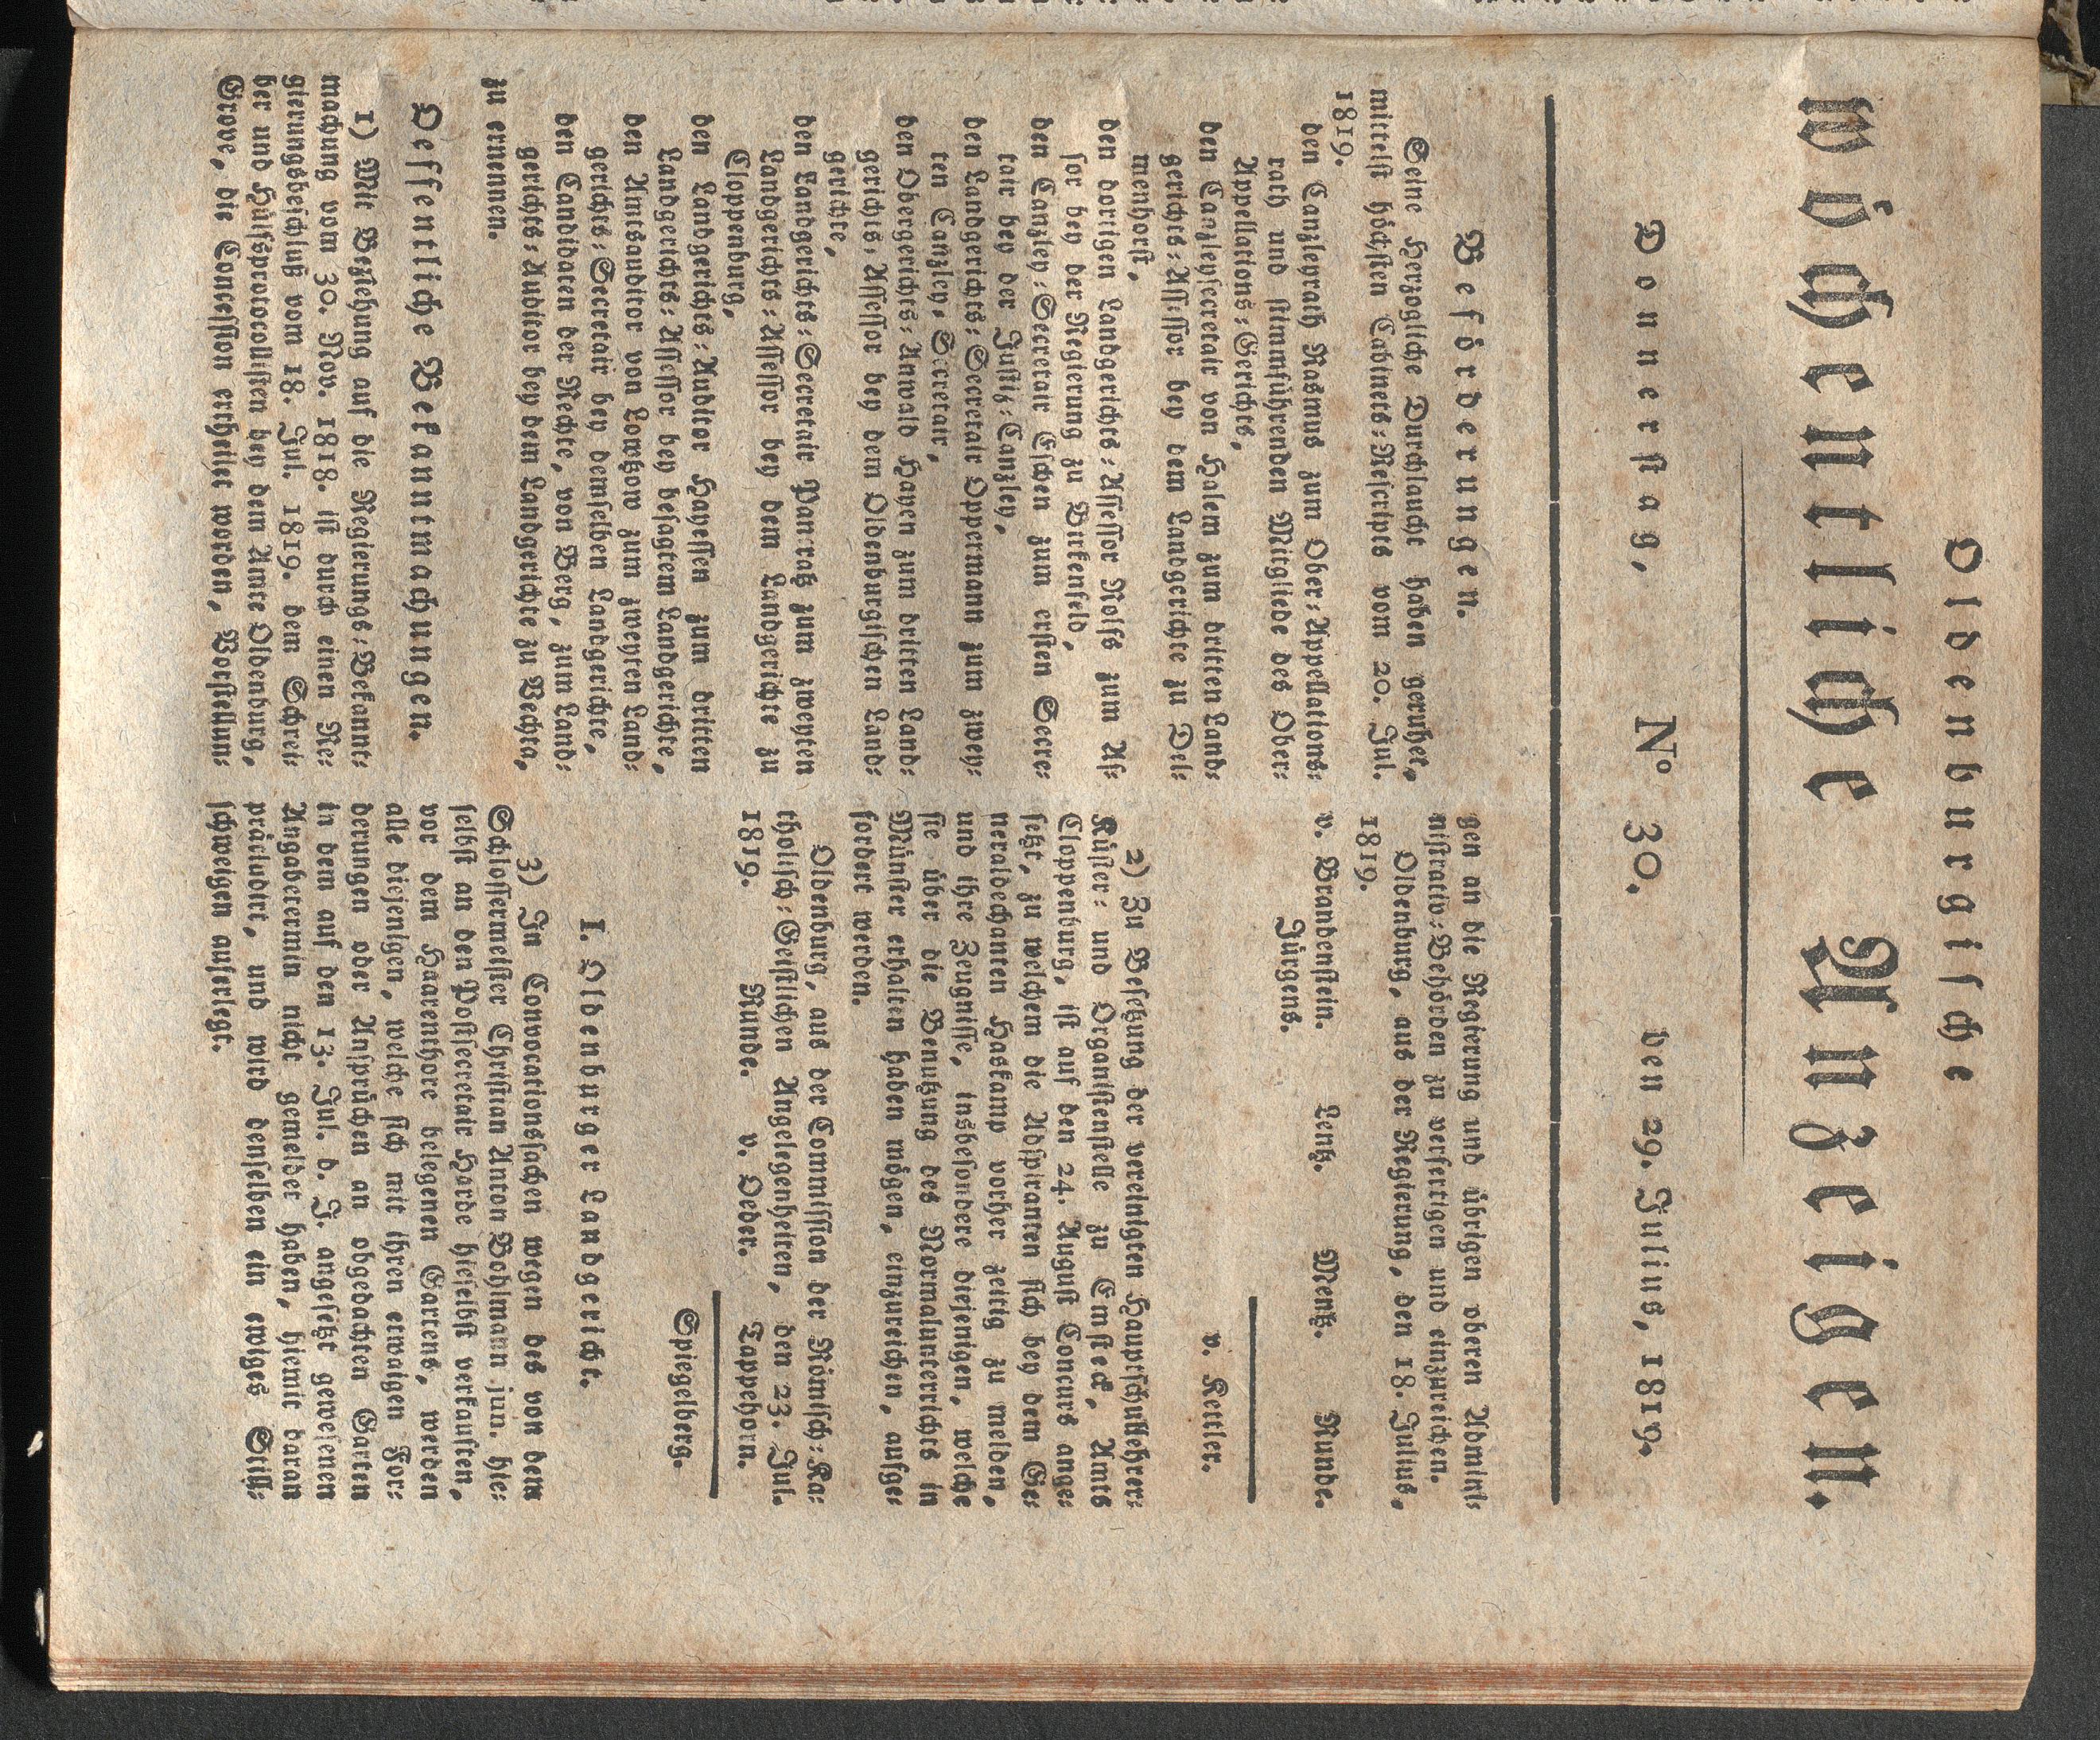 Oldenburgische
wöchentliche Anzeigen.
Donnerstag, N° 30. den 29. Julius, 1819.
Beförderungen.
Seine Herzogliche Durchlaucht haben geruhet,
mittelst höchsten Cabinets-Rescripts vom 20. Jul.
1819.
den Canzleyrath Rasmus zum Ober-Appellations-
rath und stimmführenden Mitgliede des Ober-
Appellations-Gerichts,
den Canzleysecretair von Halem zum dritten Land-
gerichts-Assessor bey dem Landgerichte zu Del-
menhorst,
den dortigen Landgerichts-Assessor Rolfs zum As-
sor bey der Regierung zu Birkenfeld,
den Canzley-Secretair Eschen zum ersten Secre-
tair bey der Justiz-Canzley,
den Landgerichts-Secretair Oppermann zum zwey-
ten Canzley-Secretair,
den Obergerichts-Anwald Hayen zum dritten Land-
gerichts-Assessor bey dem Oldenburgischen Land-
gerichte,
den Landgerichts-Secretair Pancratz zum zweyten
Landgerichts-Assessor bey dem Landgerichte zu
Cloppenburg,
den Landgerichts-Auditor Hayessen zum dritten
Landgerichts-Assessor bey besagtem Landgerichte,
den Amtsauditor von Lowtzow zum zweyten Land-
gerichts-Secretair bey demselben Landgerichte,
den Candidaten der Rechte, von Berg, zum Land-
gerichts-Auditor bey dem Landgerichte zu Vechta,
zu ernennen.
Oeffentliche Bekanntmachungen.
1) Mit Beziehung auf die Regierungs-Bekannt-
machung vom 30. Nov. 1818. ist durch einen Re-
gierungsbeschluß vom 18. Jul. 1819. dem Schrei-
ber und Hülfsprotocollisten bey dem Amte Oldenburg,
Grove, die Concession ertheilet worden, Vorstellun-
gen an die Regierung und übrigen oberen Admini-
nistrativ-Behörden zu verfertigen und einzureichen.
Oldenburg, aus der Regierung, den 18. Julius,
1819.
v. Brandenstein. Lentz. Mentz. Runde.
Jürgens.
v. Kettler.
2) Zu Besetzung der vereinigten Hauptschullehrer-
Küster- und Organistenstelle zu Emsteck, Amts
Cloppenburg, ist auf den 24. August Concurs ange-
setzt, zu welchem die Adspiranten sich bey dem Ge-
neraldechanten Haskamp vorher zeitig zu melden,
und ihre Zeugnisse, insbesondere diejenigen, welche
sie über die Benutzung des Normalunterrichts in
Münster erhalten haben mögen, einzureichen, aufge-
fordert werden.
Oldenburg, aus der Commission der Römisch-Ka-
tholisch-Geistlichen Angelegenheiten, den 23. Jul.
1819.
Runde. v. Oeder. Tappehorn.
Spiegelberg.
I. Oldenburger Landgericht.
3) In Convocationssachen wegen des von dem
Schlossermeister Christian Anton Bohlmann jun. hie-
selbst an den Postsecretair Horde hieselbst verkauften,
vor dem Haarenthore belegenen Gartens, werden
alle diejenigen, welche sich mit ihren etwaigen For-
derungen oder Ansprüchen an obgedachten Garten
in dem auf den 13. Jul. d. J. angesetzt gewesenen
Angabetermin nicht gemeldet haben, hiemit daran
präcludirt, und wird denselben ein ewiges Still-
schweigen auferlegt.